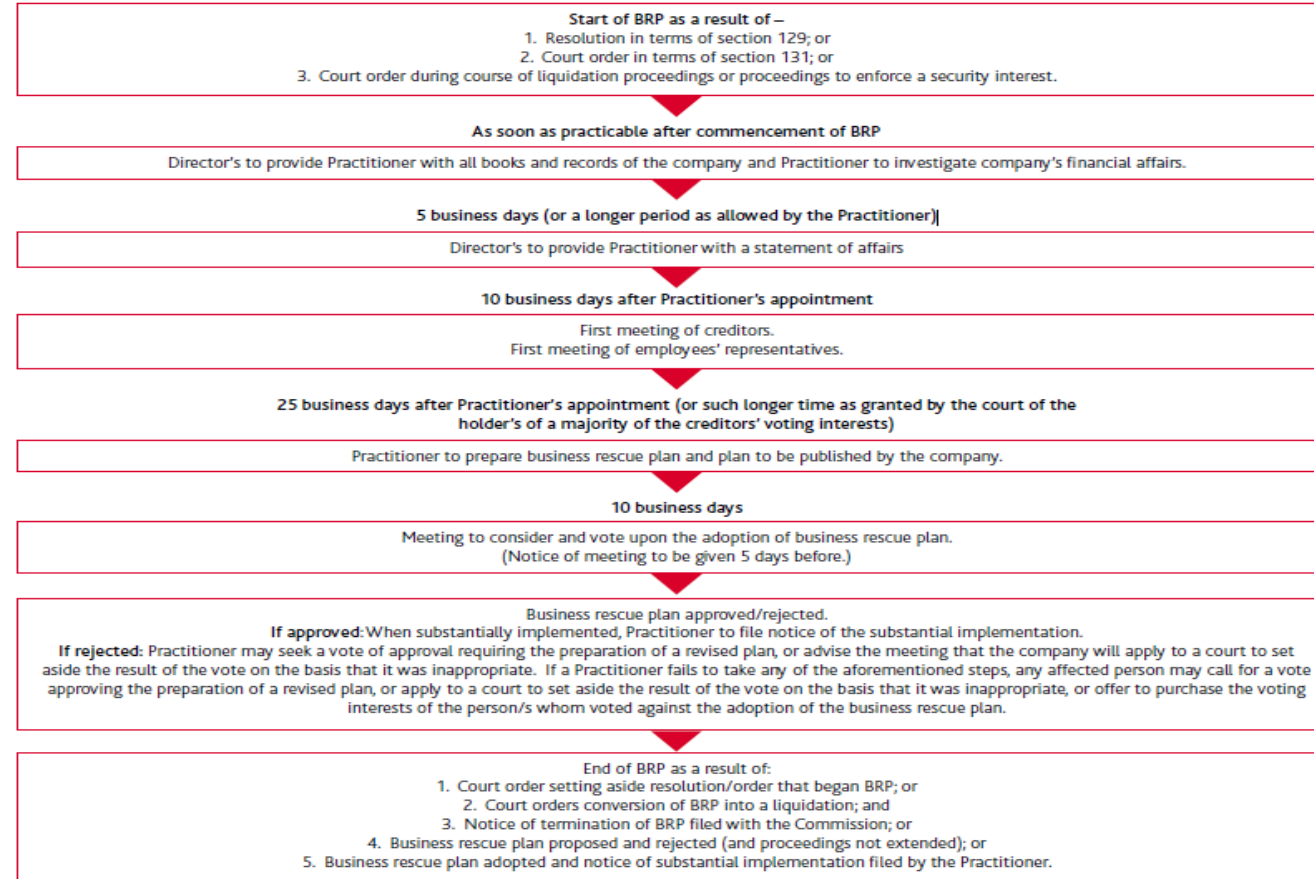 Start of BRP as a result of –
1. Resolution in terms of section 129; or
2. Court order in terms of section 131; or
3. Court order during course of liquidation proceedings or proceedings to enforce a security interest.
As soon as practicable after commencement of BRP
Director's to provide Practitioner with all books and records of the company and Practitioner to investigate company's financial affairs.
5 business days (or a longer period as allowed by the Practitioner)
Director's to provide Practitioner with a statement of affairs
10 business days after Practitioner's appointment
First meeting of creditors.
First meeting of employees' representatives.
25 business days after Practitioner's appointment (or such longer time as granted by the court of the
holder's of a majority of the creditors' voting interests)
Practitioner to prepare business rescue plan and plan to be published by the company.
10 business days
Meeting to consider and vote upon the adoption of business rescue plan.
(Notice of meeting to be given 5 days before.)
Business rescue plan approved/rejected.
If approved: When substantially implemented, Practitioner to file notice of the substantial implementation.
If rejected: Practitioner may seek a vote of approval requiring the preparation of a revised plan, or advise the meeting that the company will apply to a court to set
aside the result of the vote on the basis that it was inappropriate. If a Practitioner fails to take any of the aforementioned steps, any affected person may call for a vote
approving the preparation of a revised plan, or apply to a court to set aside the result of the vote on the basis that it was inappropriate, or offer to purchase the voting
interests of the person/s whom voted against the adoption of the business rescue plan.
End of BRP as a result of:
1. Court order setting aside resolution/order that began BRP; or
2. Court orders conversion of BRP into a liquidation; and
3. Notice of termination of BRP filed with the Commission; or
4. Business rescue plan proposed and rejected (and proceedings not extended); or
5. Business rescue plan adopted and notice of substantial implementation filed by the Practitioner.